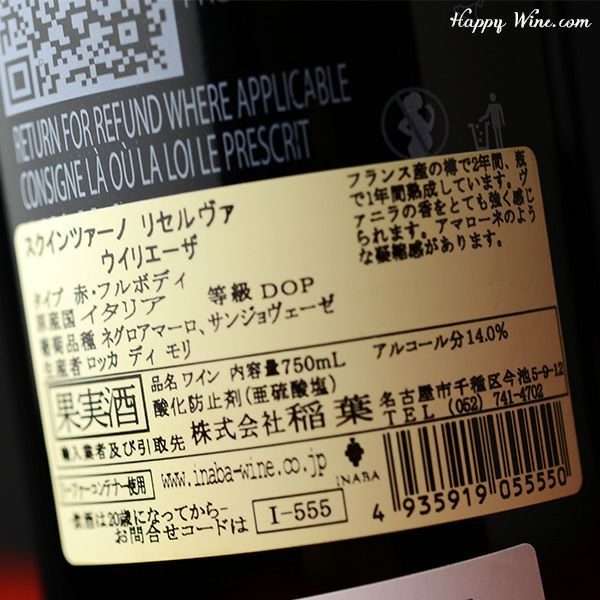 Happy Wine.com
RETURN FOR REFUND WHERE APPLICABLE
CONSIGNE LÀ OÙ LA LOI LE PRESCRIT
スクインツァーノ リセルヴァ
ウイリエーザ
タイプ 赤・フルボディ
原産国 イタリア 等級 DOP
葡萄品種 ネグロアマーロ、サンジョヴェーゼ
生産者 ロッカ ディ モリ
フランス産の樽で2年間、瓶
で1年間熟成しています。ヴ
ァニラの香をとても強く感じ
られます。アマローネのよう
な凝縮感があります。
果実酒
品名 ワイン 内容量750mL アルコール分14.0%
酸化防止剤(亜硫酸塩)
輸入業者及び引取先 株式会社 稲葉
名古屋市千種区今池5-9-12
TEL (052) 741-4702
リーファーコンテナー使用
www.inaba-wine.co.jp
INABA
飲酒は20歳になってから
お問合せコードは I-555
4 935919 055550